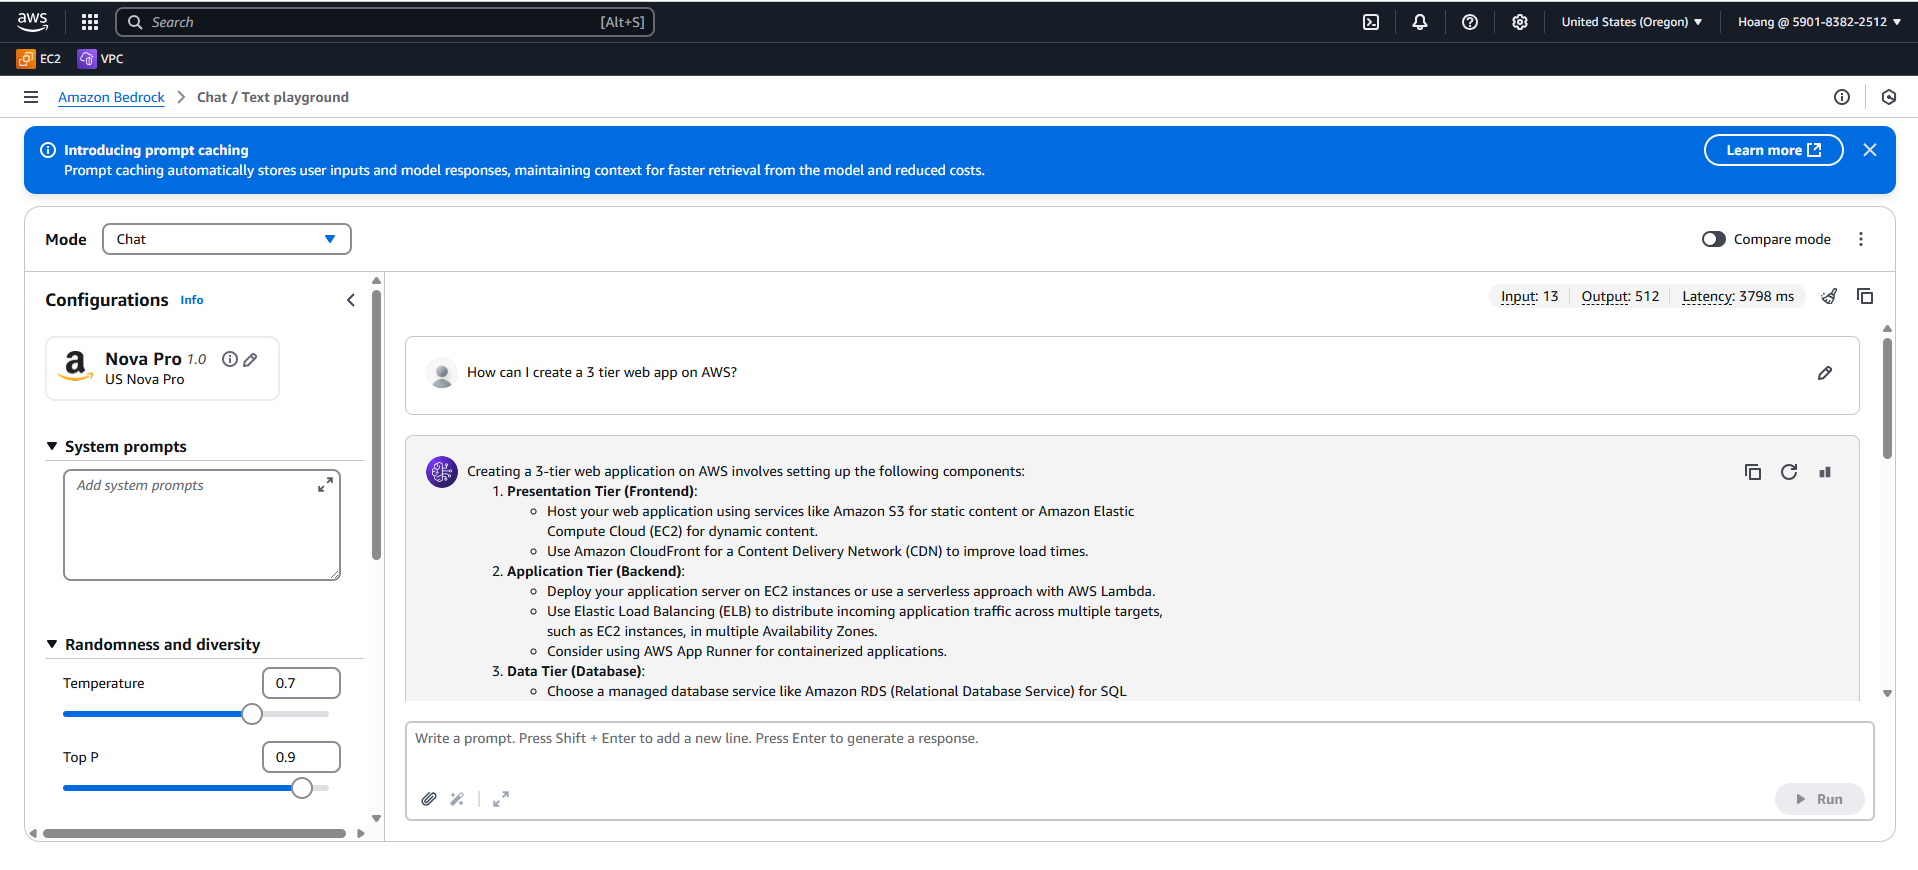 aws
Search [Alt+S]
United States (Oregon)
Hoang @ 5901-8382-2512
EC2
VPC
Amazon Bedrock
Chat / Text playground
Introducing prompt caching
Prompt caching automatically stores user inputs and model responses, maintaining context for faster retrieval from the model and reduced costs.
Learn more
Mode
Chat
Compare mode
Configurations Info
Input: 13
Output: 512
Latency: 3798 ms
Nova Pro 1.0
US Nova Pro
System prompts
Add system prompts
Randomness and diversity
Temperature
0.7
Top P
0.9
How can I create a 3 tier web app on AWS?
Creating a 3-tier web application on AWS involves setting up the following components:
1. Presentation Tier (Frontend):
Host your web application using services like Amazon S3 for static content or Amazon Elastic
Compute Cloud (EC2) for dynamic content.
Use Amazon CloudFront for a Content Delivery Network (CDN) to improve load times.
2. Application Tier (Backend):
Deploy your application server on EC2 instances or use a serverless approach with AWS Lambda.
Use Elastic Load Balancing (ELB) to distribute incoming application traffic across multiple targets,
such as EC2 instances, in multiple Availability Zones.
Consider using AWS App Runner for containerized applications.
3. Data Tier (Database):
Choose a managed database service like Amazon RDS (Relational Database Service) for SQL
Write a prompt. Press Shift + Enter to add a new line. Press Enter to generate a response.
Run